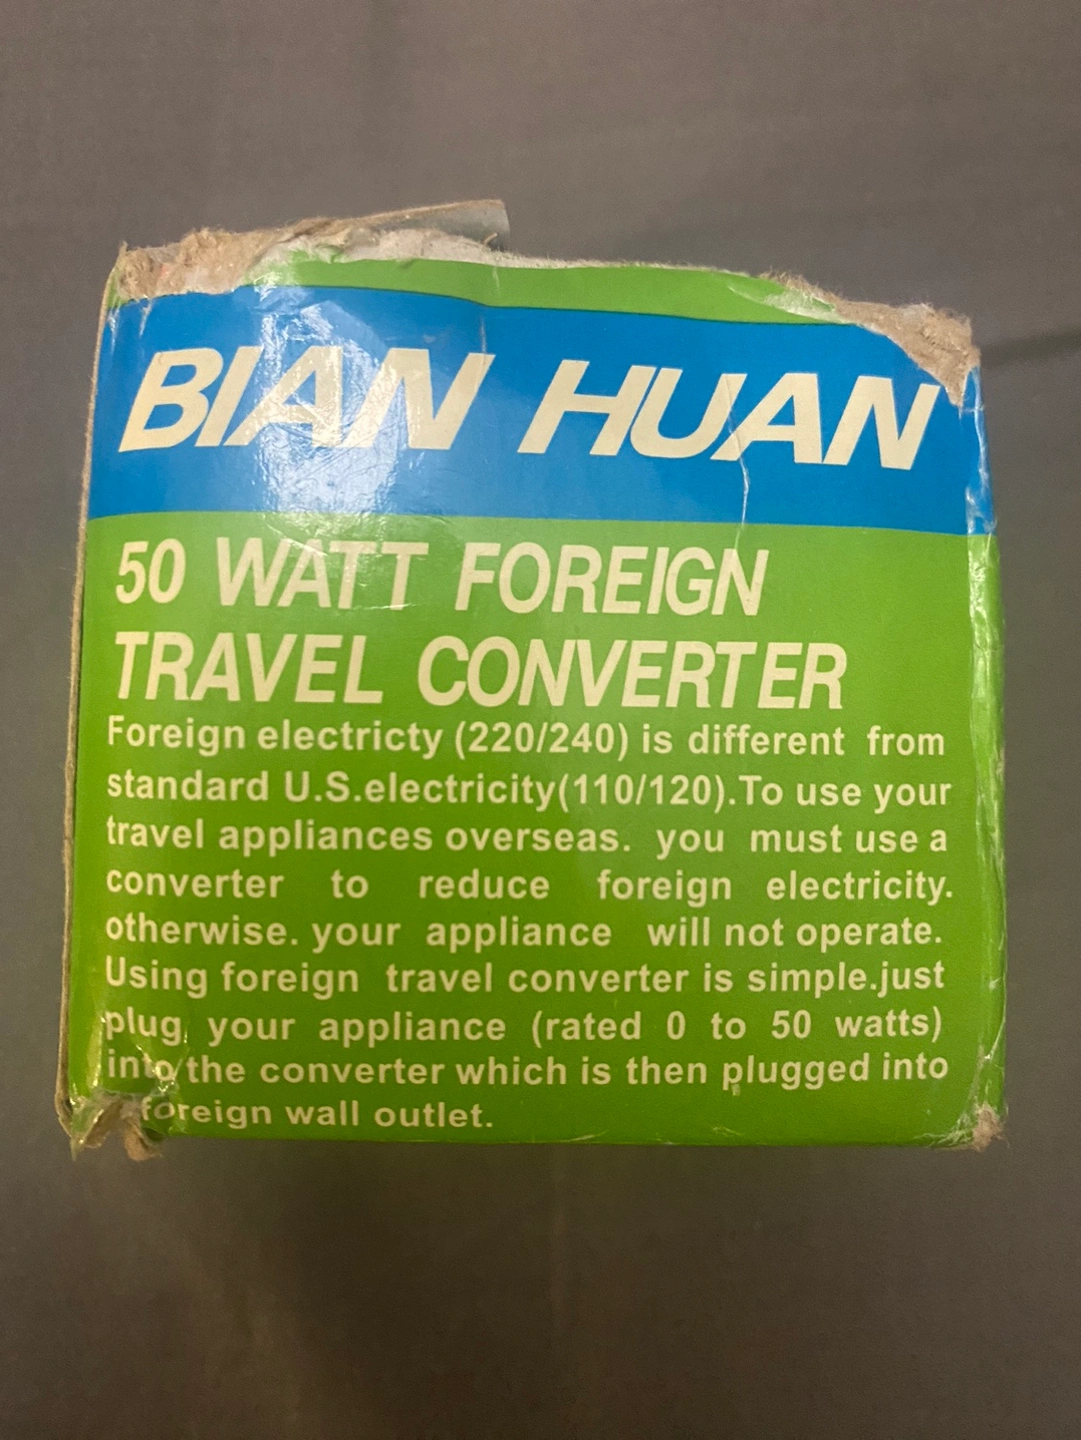 BIAN HUAN
50 WATT FOREIGN
TRAVEL CONVERTER
Foreign electricty (220/240) is different from
standard U.S.electricity(110/120).To use your
travel appliances overseas. you must use a
converter to reduce foreign electricity.
otherwise. your appliance will not operate.
Using foreign travel converter is simple.just
plug your appliance (rated 0 to 50 watts)
into the converter which is then plugged into
foreign wall outlet.